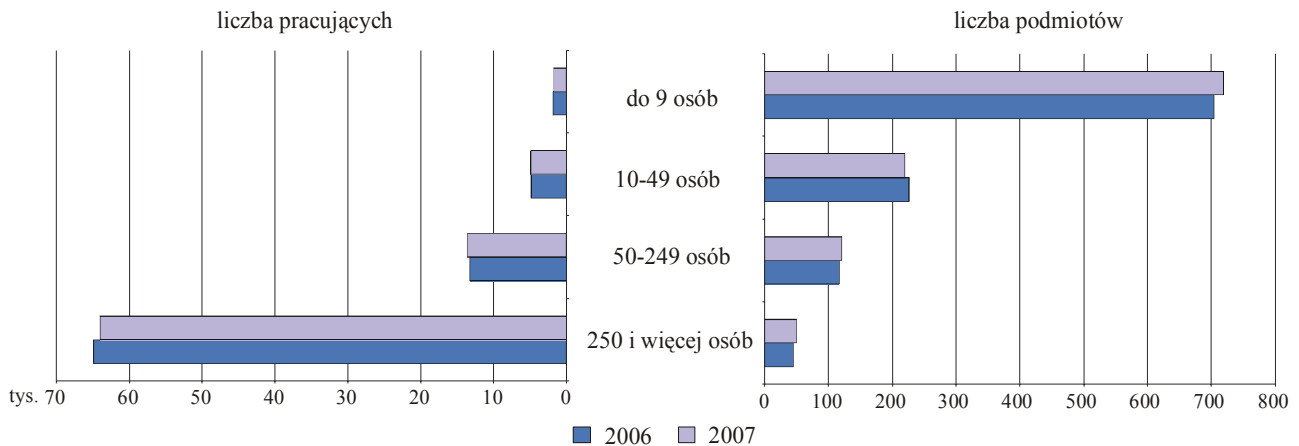 liczba pracujących
liczba podmiotów
do 9 osób
10-49 osób
50-249 osób
250 i więcej osób
tys. 70 60 50 40 30 20 10 0
0 100 200 300 400 500 600 700 800
2006 2007